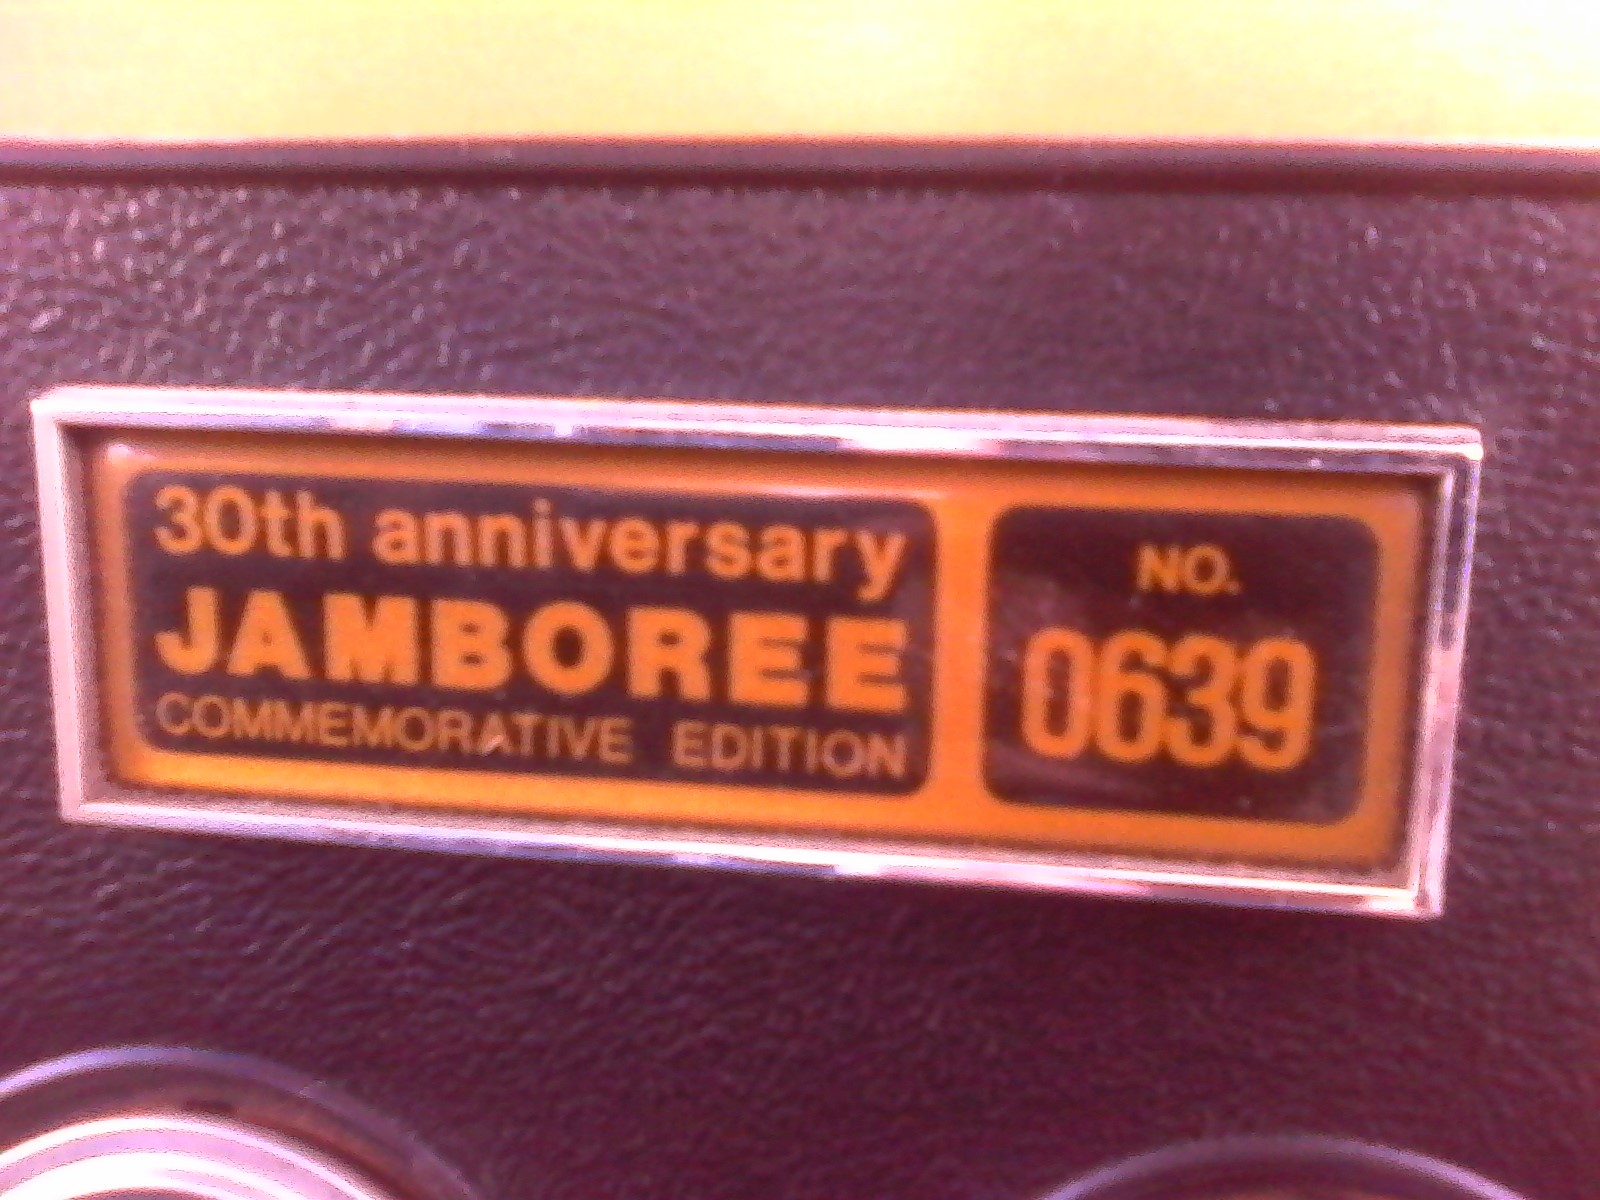 30th anniversary
JAMBOREE
COMMEMORATIVE EDITION
NO.
0639